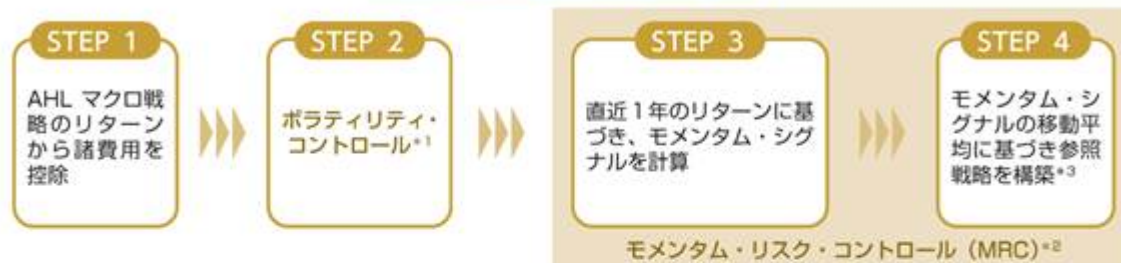 STEP 1
AHL マクロ戦
略のリターン
から諸費用を
控除
STEP 2
ボラティリティ・
コントロール*1
STEP 3
直近1年のリターンに基
づき、モメンタム・シグ
ナルを計算
STEP 4
モメンタム・シ
グナルの移動平
均に基づき参照
戦略を構築*3
モメンタム・リスク・コントロール（MRC）*2